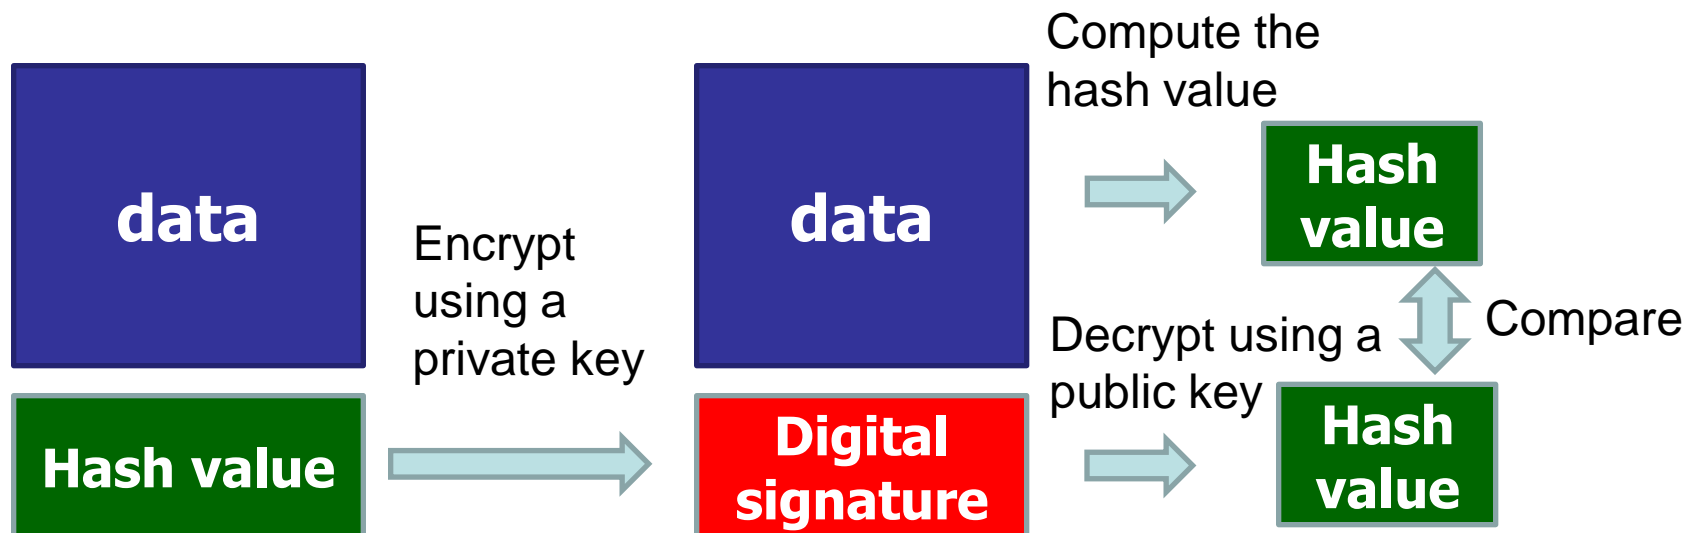 data
Hash value
Encrypt
using a
private key
data
Digital
signature
Compute the
hash value
Hash
value
Compare
Decrypt using a
public key
Hash
value